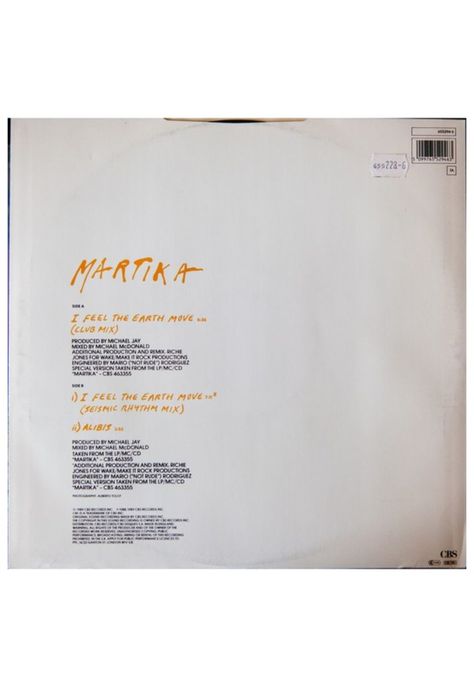 655228-6
MARTIKA
SIDE A
I FEEL THE EARTH MOVE
(CLUB MIX)
PRODUCED BY MICHAEL JAY
MIXED BY MICHAEL McDONALD
ADDITIONAL PRODUCTION AND REMIX. RICHIE
JONES FOR WAKE/MAKE IT ROCK PRODUCTIONS
ENGINEERED BY MARIO ("NOT RUDE") RODRIGUEZ
SPECIAL VERSION TAKEN FROM THE LP/MC/CD
"MARTIKA" – CBS 463355
SIDE B
i) I FEEL THE EARTH MOVE
(SEISMIC RHYTHM MIX)
ii) ALIBIS
PRODUCED BY MICHAEL JAY
MIXED BY MICHAEL McDONALD
TAKEN FROM THE LP/MC/CD
"MARTIKA" – CBS 463355
*ADDITIONAL PRODUCTION AND REMIX. RICHIE
JONES FOR WAKE/MAKE IT ROCK PRODUCTIONS
ENGINEERED BY MARIO ("NOT RUDE") RODRIGUEZ
SPECIAL VERSION TAKEN FROM THE LP/MC/CD
"MARTIKA" – CBS 463355
CBS